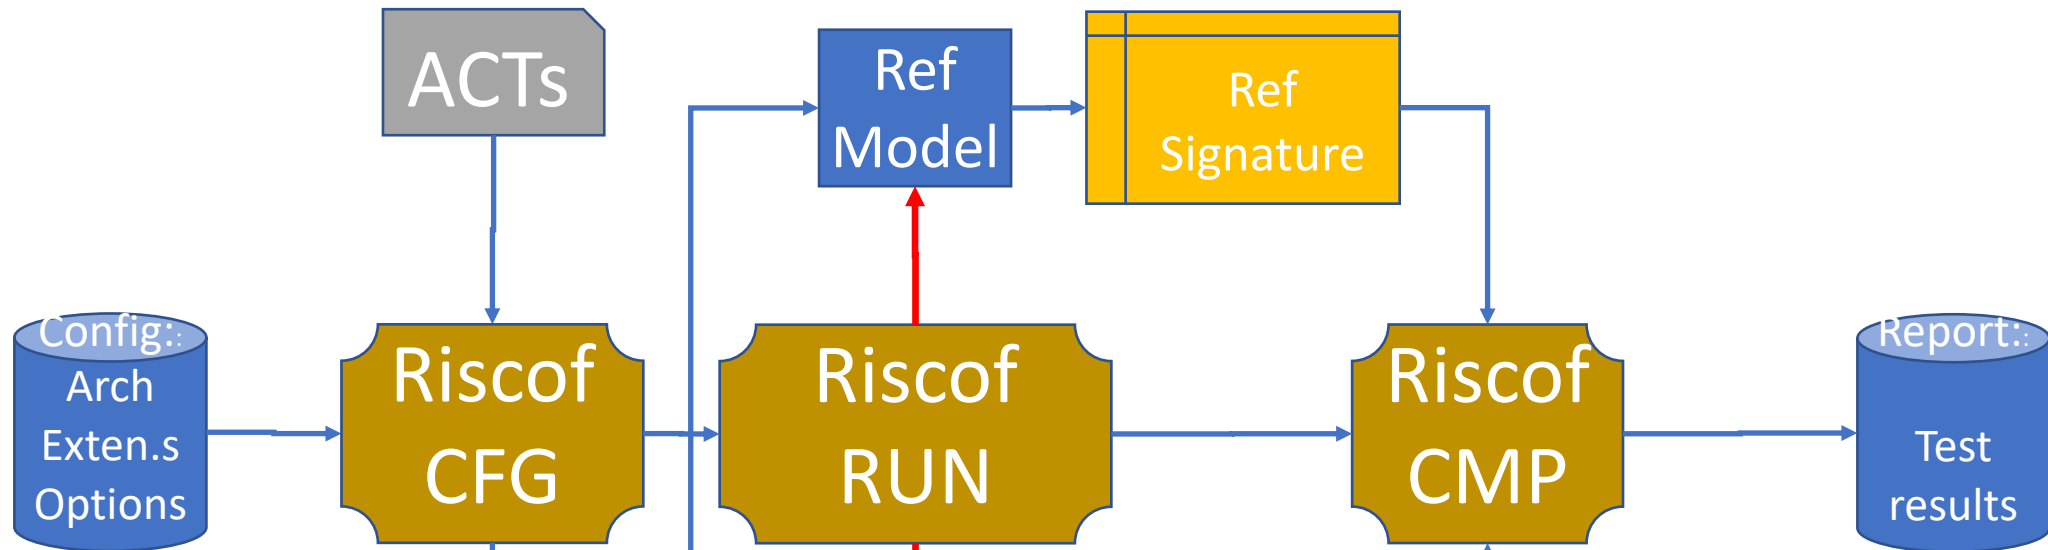 ACTs
Ref
Model
Ref
Signature
Config::
Arch
Exten.s
Options
Riscof
CFG
Riscof
RUN
Riscof
CMP
Report::
Test
results